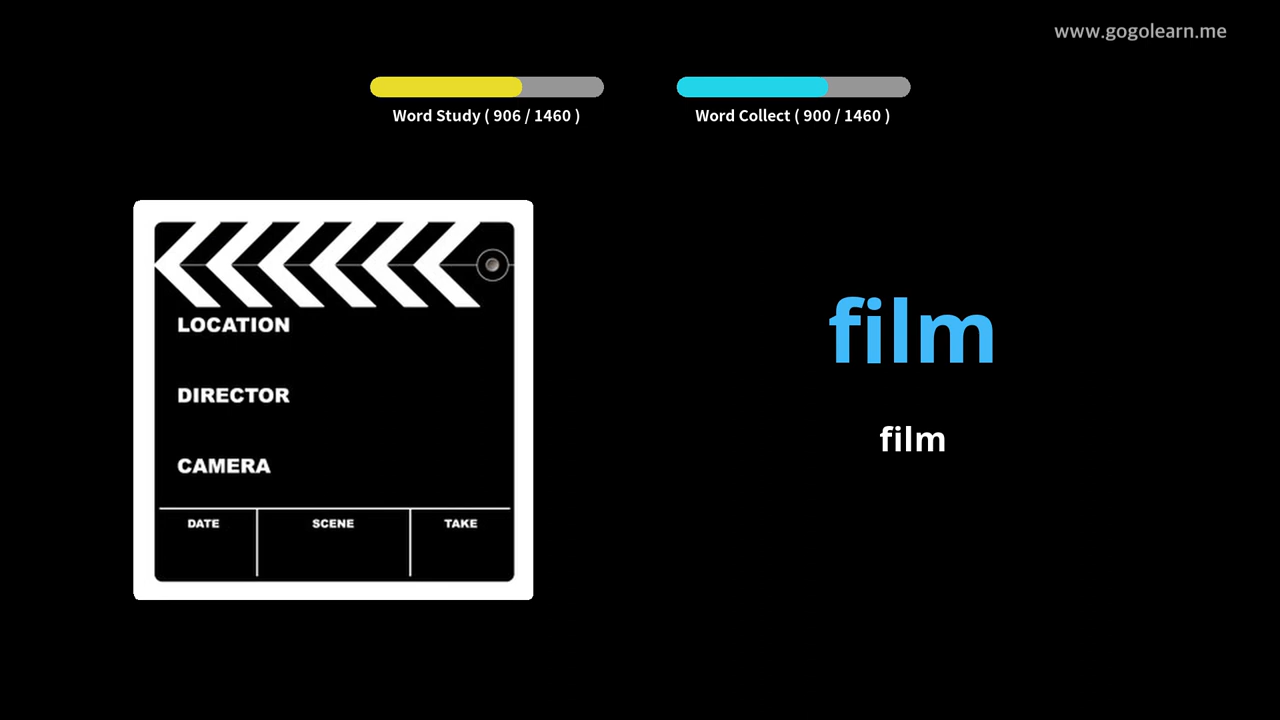 www.gogolearn.me
Word Study ( 906 / 1460 )
Word Collect ( 900 / 1460 )
LOCATION
DIRECTOR
CAMERA
DATE
SCENE
TAKE
film
film